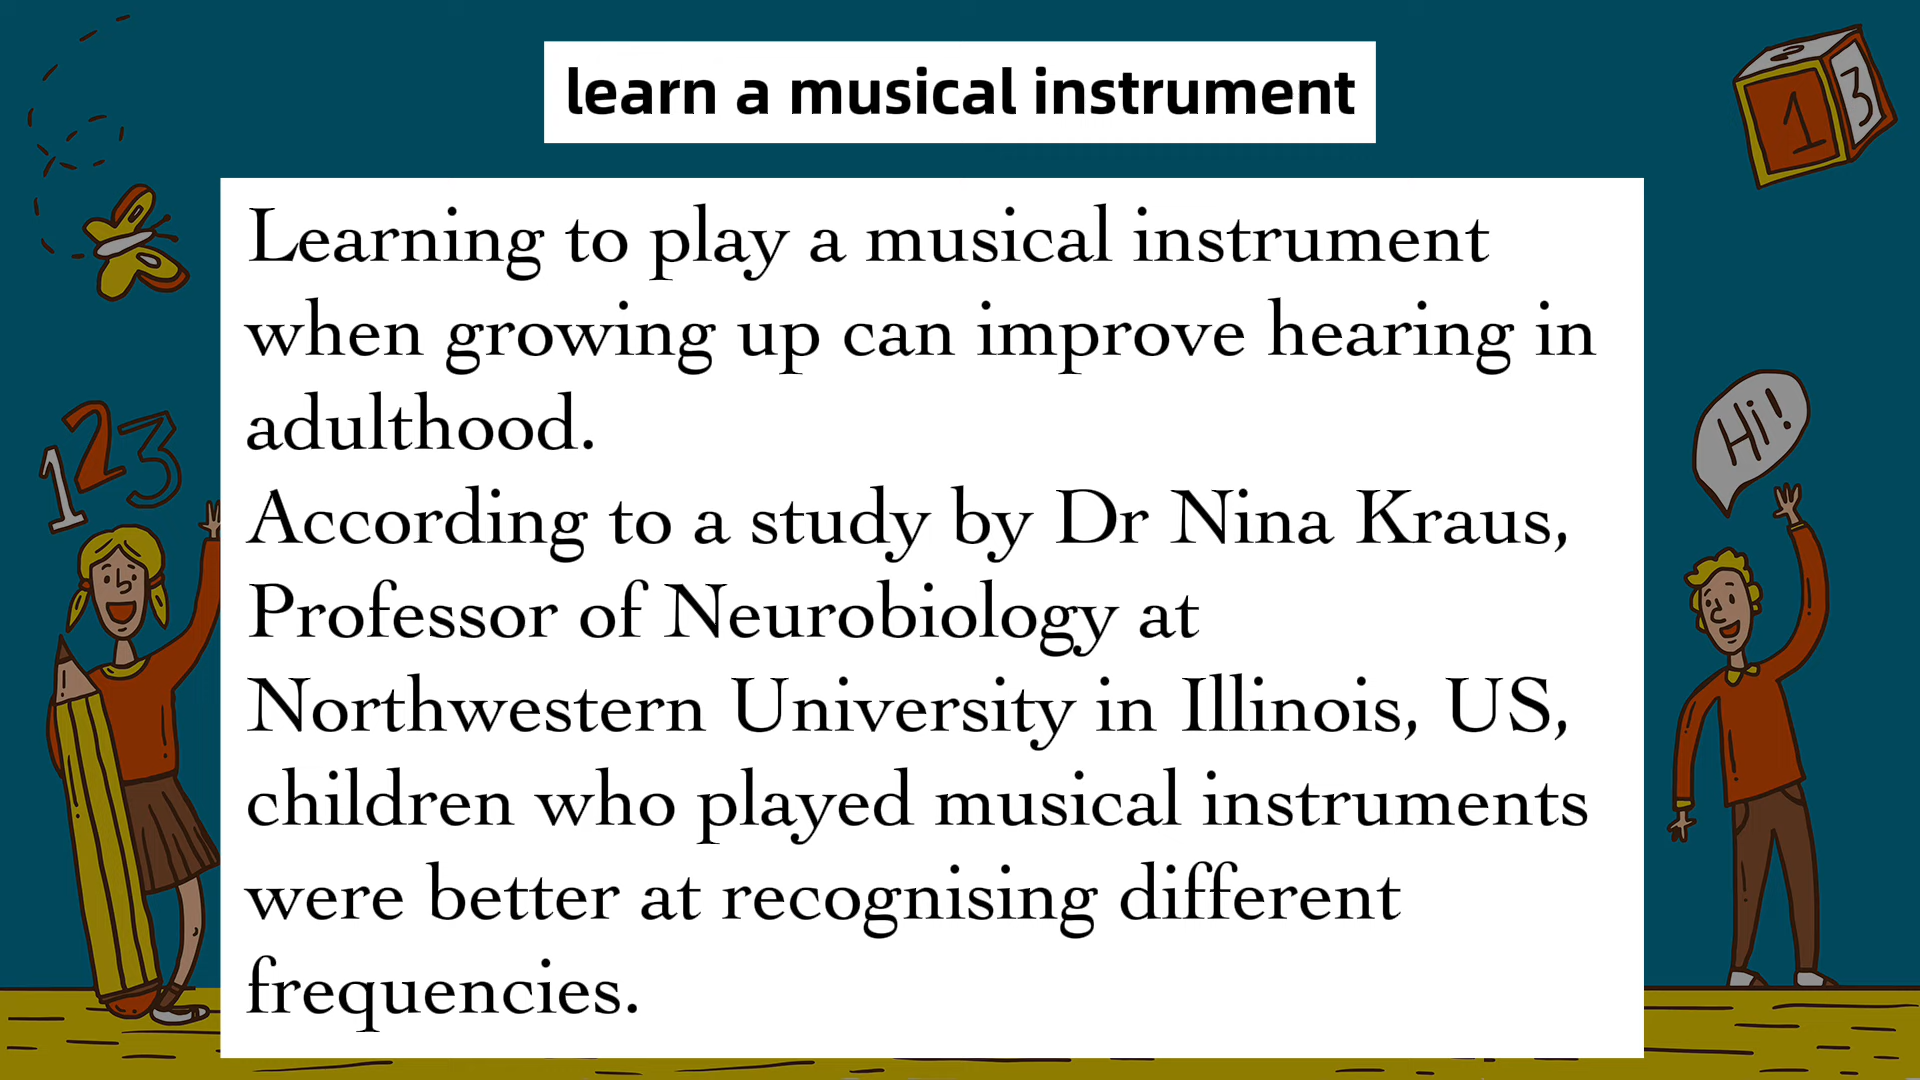 learn a musical instrument
Learning to play a musical instrument
when growing up can improve hearing in
adulthood.
According to a study by Dr Nina Kraus,
Professor of Neurobiology at
Northwestern University in Illinois, US,
children who played musical instruments
were better at recognising different
frequencies.
1 3
123
Hi!